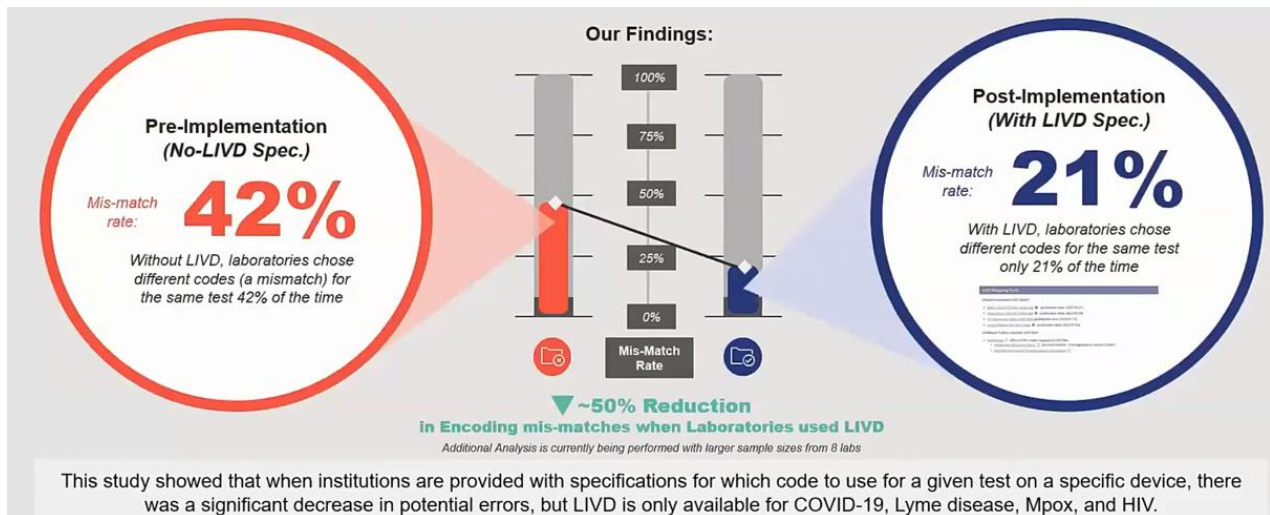 Our Findings:
Pre-Implementation
(No-LIVD Spec.)
Mis-match
rate:
42%
Without LIVD, laboratories chose
different codes (a mismatch) for
the same test 42% of the time
100%
75%
50%
25%
0%
Mis-Match
Rate
Post-Implementation
(With LIVD Spec.)
Mis-match
rate:
21%
With LIVD, laboratories chose
different codes for the same test
only 21% of the time
~50% Reduction
in Encoding mis-matches when Laboratories used LIVD
Additional Analysis is currently being performed with larger sample sizes from 8 labs
This study showed that when institutions are provided with specifications for which code to use for a given test on a specific device, there
was a significant decrease in potential errors, but LIVD is only available for COVID-19, Lyme disease, Mpox, and HIV.